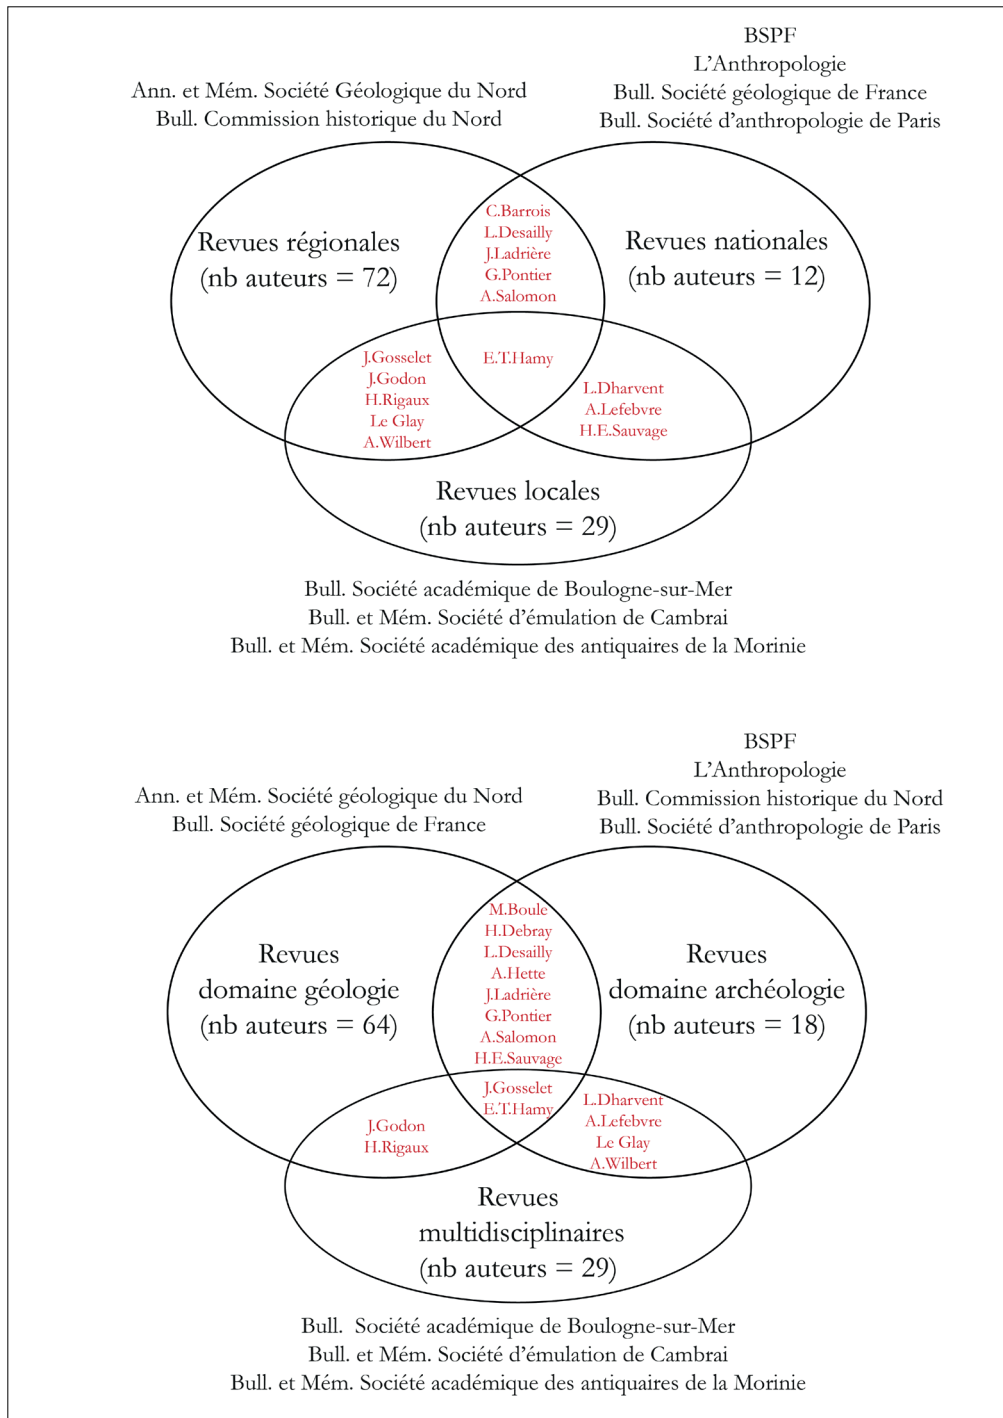 BSPF
L'Anthropologie
Ann. et Mém. Société Géologique du Nord
Bull. Société géologique de France
Bull. Commission historique du Nord
Bull. Société d'anthropologie de Paris
C.Barrois
L.Desailly
J.Ladrière
G.Pontier
A.Salomon
Revues régionales
(nb auteurs = 72)
Revues nationales
(nb auteurs = 12)
J.Gosselet
J.Godon
H.Rigaux
Le Glay
A.Wilbert
E.T.Hamy
L.Dharvent
A.Lefebvre
H.E.Sauvage
Revues locales
(nb auteurs = 29)
Bull. Société académique de Boulogne-sur-Mer
Bull. et Mém. Société d'émulation de Cambrai
Bull. et Mém. Société académique des antiquaires de la Morinie
BSPF
L'Anthropologie
Ann. et Mém. Société géologique du Nord
Bull. Commission historique du Nord
Bull. Société géologique de France
Bull. Société d'anthropologie de Paris
M.Boule
H.Debray
L.Desailly
A.Hette
J.Ladrière
G.Pontier
A.Salomon
H.E.Sauvage
Revues
domaine géologie
(nb auteurs = 64)
Revues
domaine archéologie
(nb auteurs = 18)
J.Gosselet
E.T.Hamy
J.Godon
H.Rigaux
L.Dharvent
A.Lefebvre
Le Glay
A.Wilbert
Revues
multidisciplinaires
(nb auteurs = 29)
Bull. Société académique de Boulogne-sur-Mer
Bull. et Mém. Société d'émulation de Cambrai
Bull. et Mém. Société académique des antiquaires de la Morinie